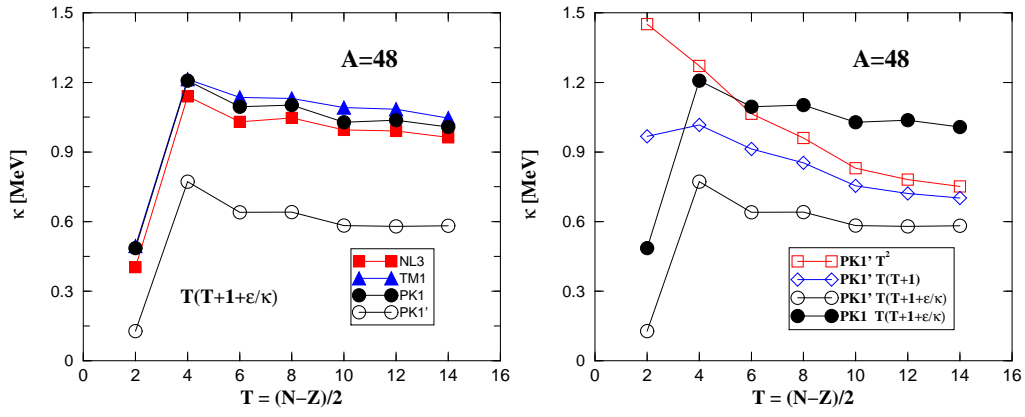 1.5
1.2
0.9
0.6
0.3
0
κ [MeV]
A=48
T(T+1+ε/κ)
NL3
TM1
PK1
PK1'
0 2 4 6 8 10 12 14 16
T = (N−Z)/2
1.5
1.2
0.9
0.6
0.3
0
κ [MeV]
A=48
PK1' T²
PK1' T(T+1)
PK1' T(T+1+ε/κ)
PK1 T(T+1+ε/κ)
0 2 4 6 8 10 12 14 16
T = (N−Z)/2